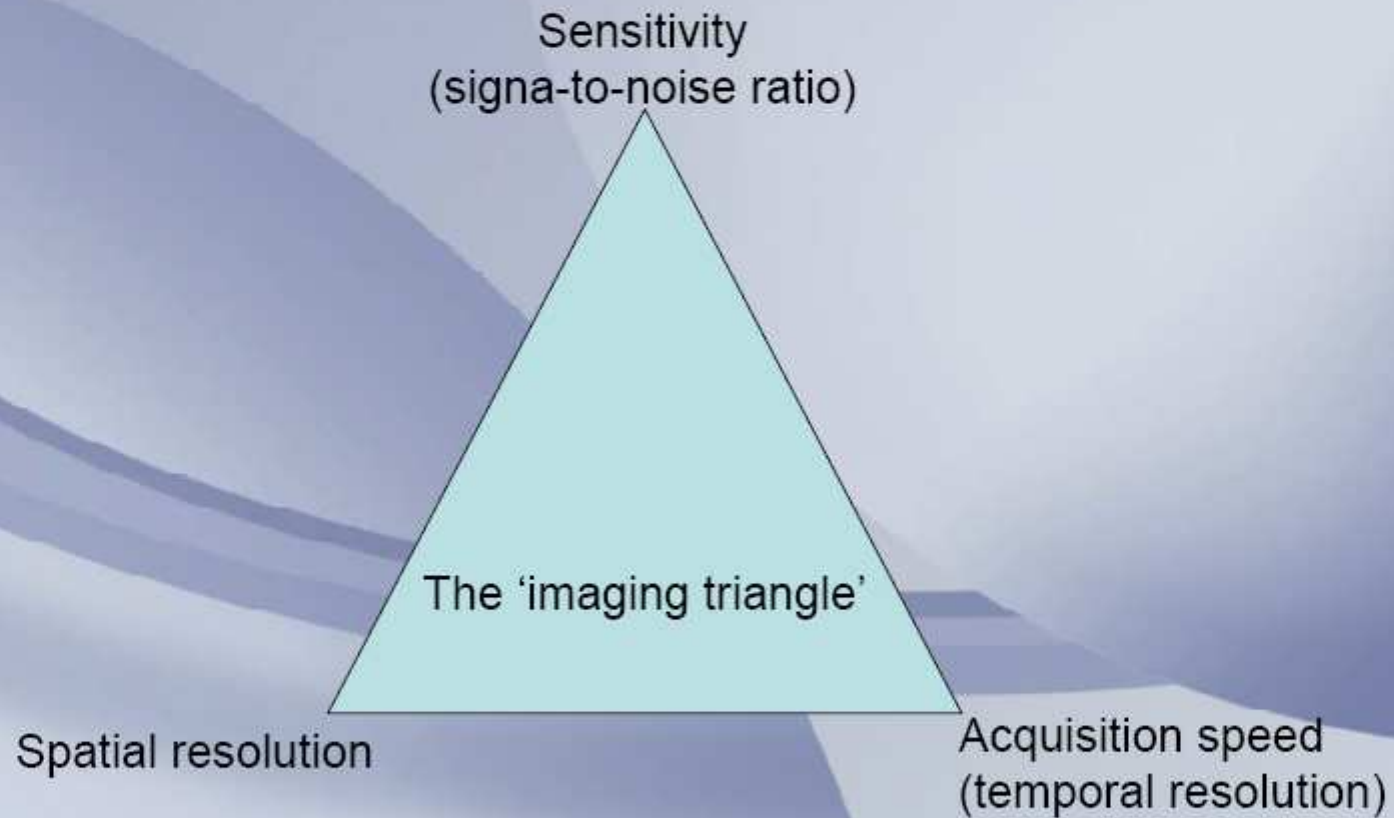 Sensitivity
(signa-to-noise ratio)
The ‘imaging triangle’
Spatial resolution
Acquisition speed
(temporal resolution)